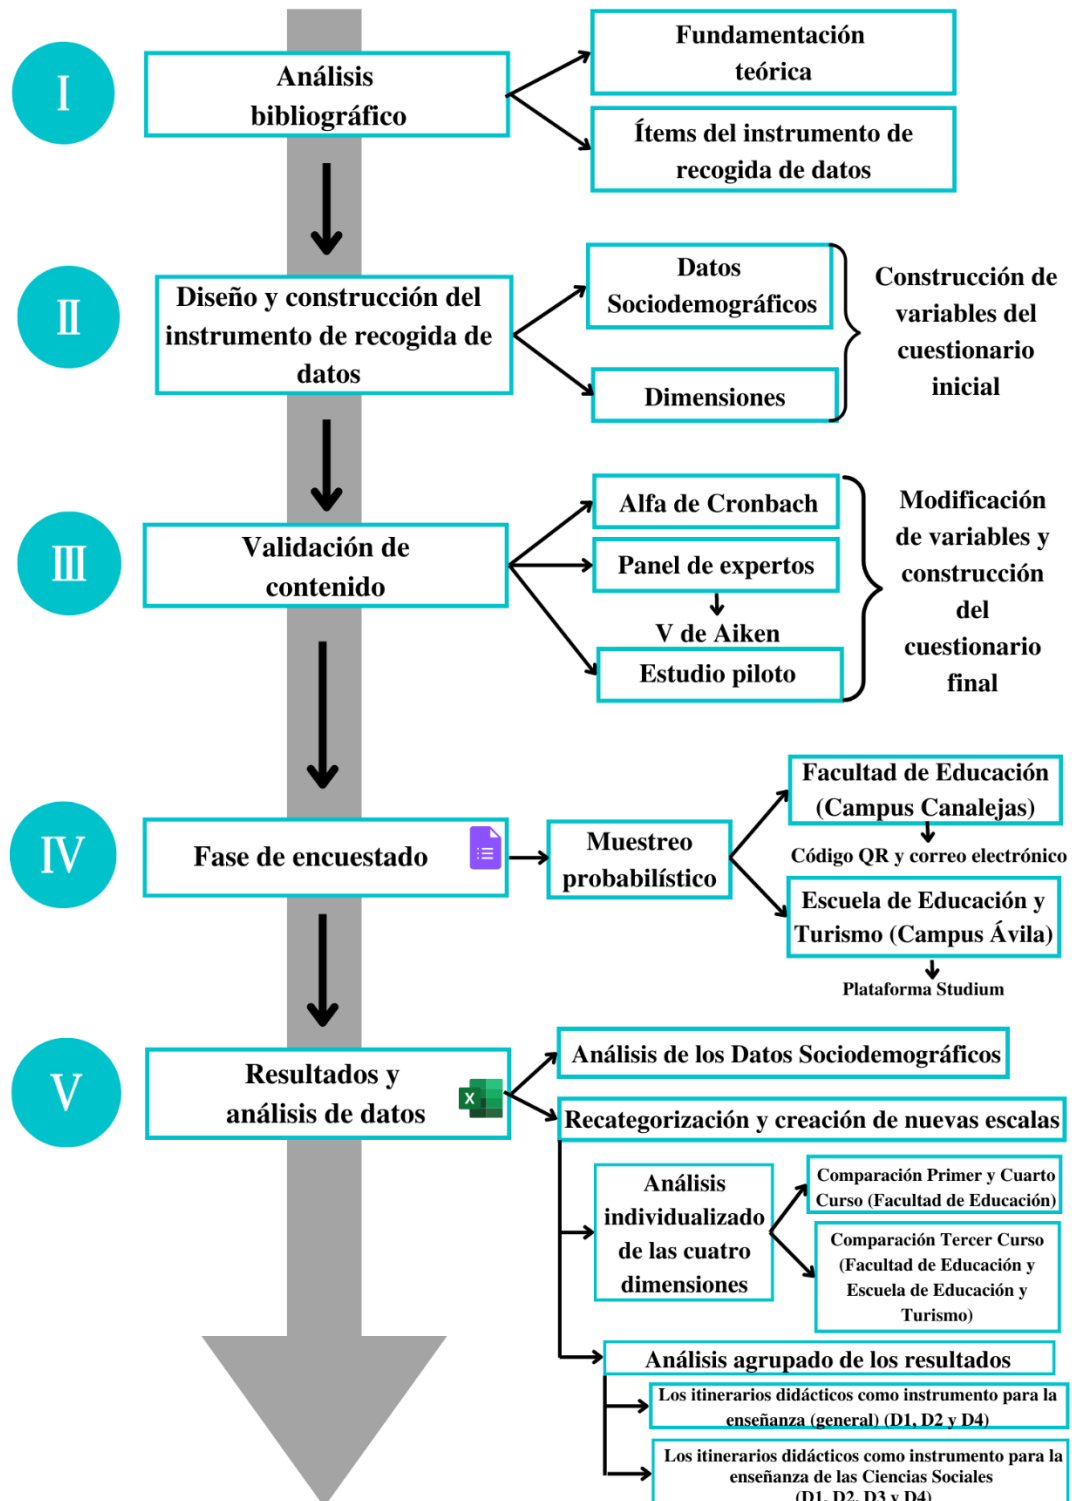 I
Análisis
bibliográfico
Fundamentación
teórica
Ítems del instrumento de
recogida de datos
II
Diseño y construcción del
instrumento de recogida de
datos
Datos
Sociodemográficos
Dimensiones
Construcción de
variables del
cuestionario
inicial
III
Validación de
contenido
Alfa de Cronbach
Panel de expertos
V de Aiken
Estudio piloto
Modificación
de variables y
construcción
del
cuestionario
final
IV
Fase de encuestado
Muestreo
probabilístico
Facultad de Educación
(Campus Canalejas)
Código QR y correo electrónico
Escuela de Educación y
Turismo (Campus Ávila)
Plataforma Studium
V
Resultados y
análisis de datos
X
Análisis de los Datos Sociodemográficos
Recategorización y creación de nuevas escalas
Análisis
individualizado
de las cuatro
dimensiones
Comparación Primer y Cuarto
Curso (Facultad de Educación)
Comparación Tercer Curso
(Facultad de Educación y
Escuela de Educación y
Turismo)
Análisis agrupado de los resultados
Los itinerarios didácticos como instrumento para la
enseñanza (general) (D1, D2 y D4)
Los itinerarios didácticos como instrumento para la
enseñanza de las Ciencias Sociales
(D1, D2, D3 y D4)